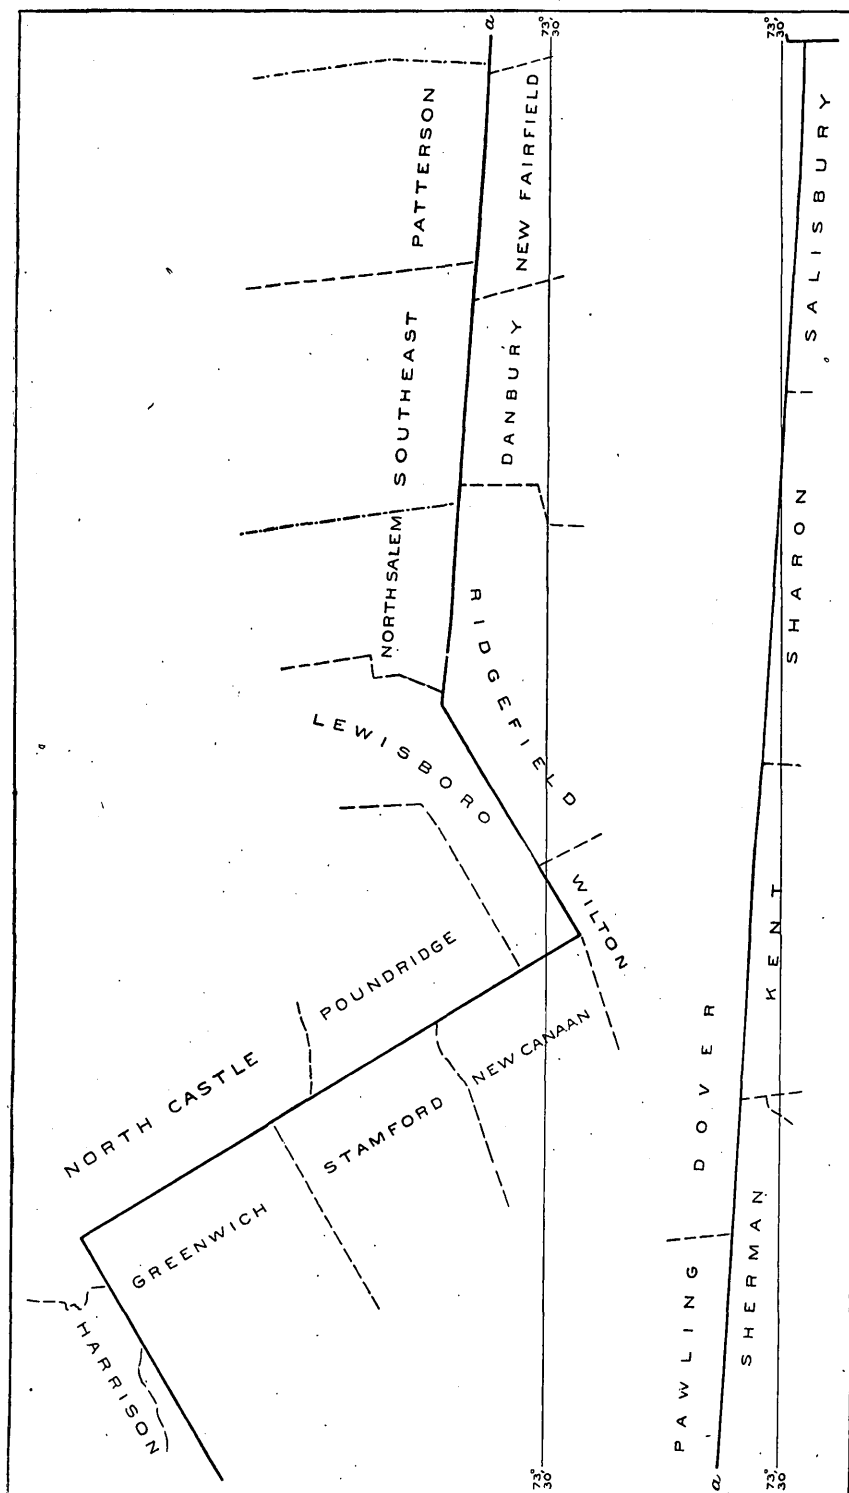 a
73° 30'
73° 30'
PATTERSON
NEW FAIRFIELD
SALISBURY
SOUTHEAST
DANBURY
SHARON
NORTH SALEM
RIDGEFIELD
LEWISBORO
WILTON
KENT
POUNDRIDGE
NEW CANAAN
DOVER
NORTH CASTLE
STAMFORD
GREENWICH
SHERMAN
PAWLING
HARRISON
73° 30'
a
73° 30'